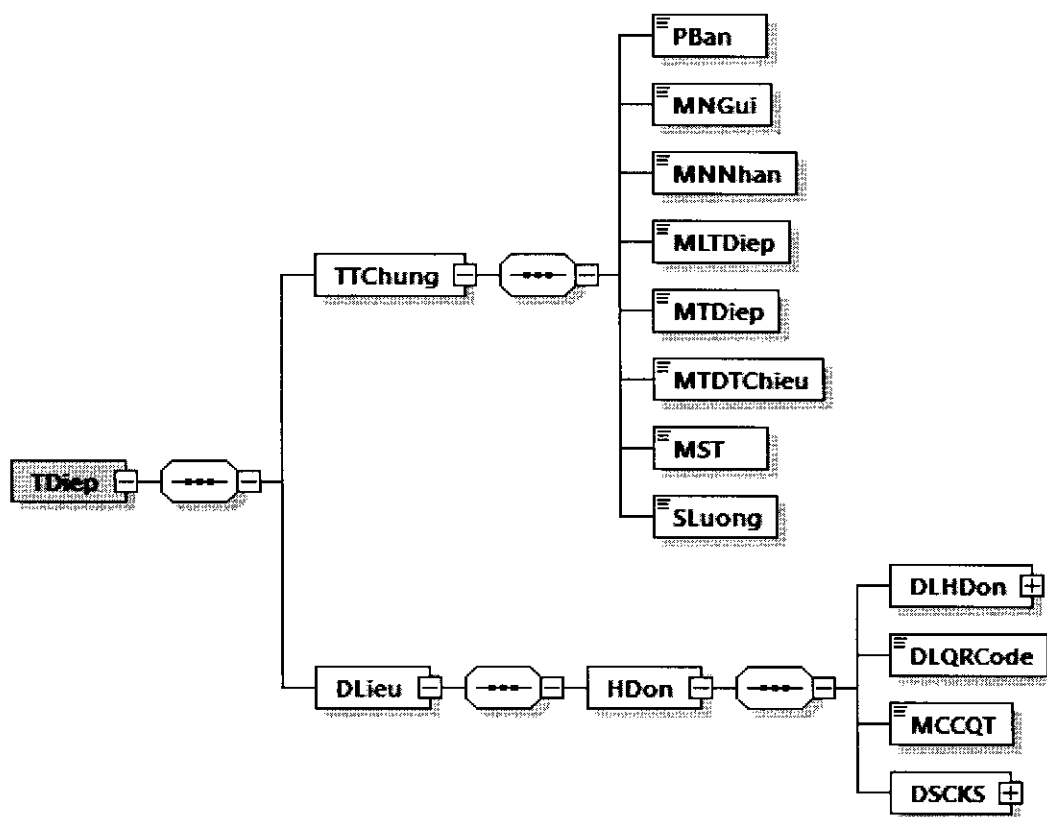 PBan
MNGui
MNNhan
MLTDiep
TTChung
MTDiep
MTDTChieu
MST
TDiep
SLuong
DLHDon
DLQRCode
DLieu
HDon
MCCQT
DSCKS